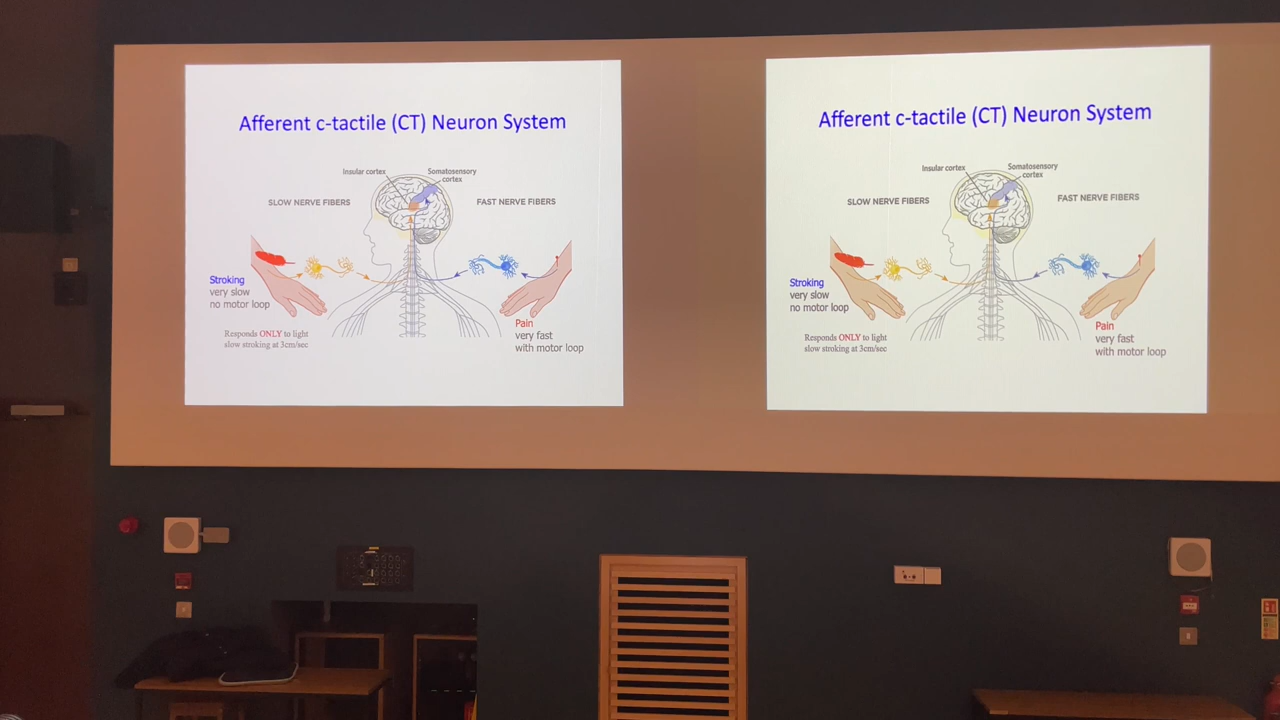 Afferent c-tactile (CT) Neuron System
Insular cortex
Somatosensory
cortex
SLOW NERVE FIBERS
FAST NERVE FIBERS
Stroking
very slow
no motor loop
Responds ONLY to light
slow stroking at 3cm/sec
Pain
very fast
with motor loop
Afferent c-tactile (CT) Neuron System
Insular cortex
Somatosensory
cortex
SLOW NERVE FIBERS
FAST NERVE FIBERS
Stroking
very slow
no motor loop
Responds ONLY to light
slow stroking at 3cm/sec
Pain
very fast
with motor loop